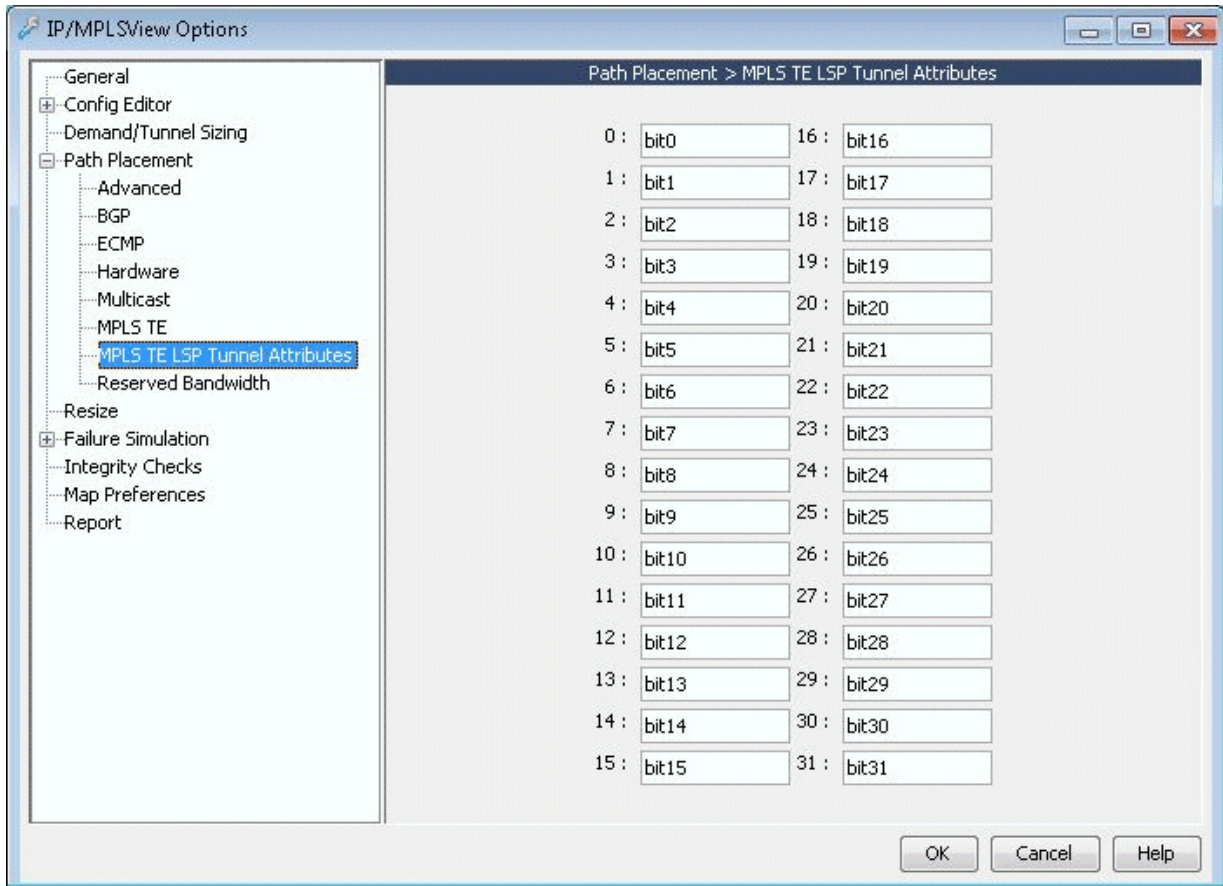 IP/MPLSView Options
General
Config Editor
Demand/Tunnel Sizing
Path Placement
Advanced
BGP
ECMP
Hardware
Multicast
MPLS TE
MPLS TE LSP Tunnel Attributes
Reserved Bandwidth
Resize
Failure Simulation
Integrity Checks
Map Preferences
Report
Path Placement > MPLS TE LSP Tunnel Attributes
0 : bit0 16 : bit16
1 : bit1 17 : bit17
2 : bit2 18 : bit18
3 : bit3 19 : bit19
4 : bit4 20 : bit20
5 : bit5 21 : bit21
6 : bit6 22 : bit22
7 : bit7 23 : bit23
8 : bit8 24 : bit24
9 : bit9 25 : bit25
10 : bit10 26 : bit26
11 : bit11 27 : bit27
12 : bit12 28 : bit28
13 : bit13 29 : bit29
14 : bit14 30 : bit30
15 : bit15 31 : bit31
OK Cancel Help